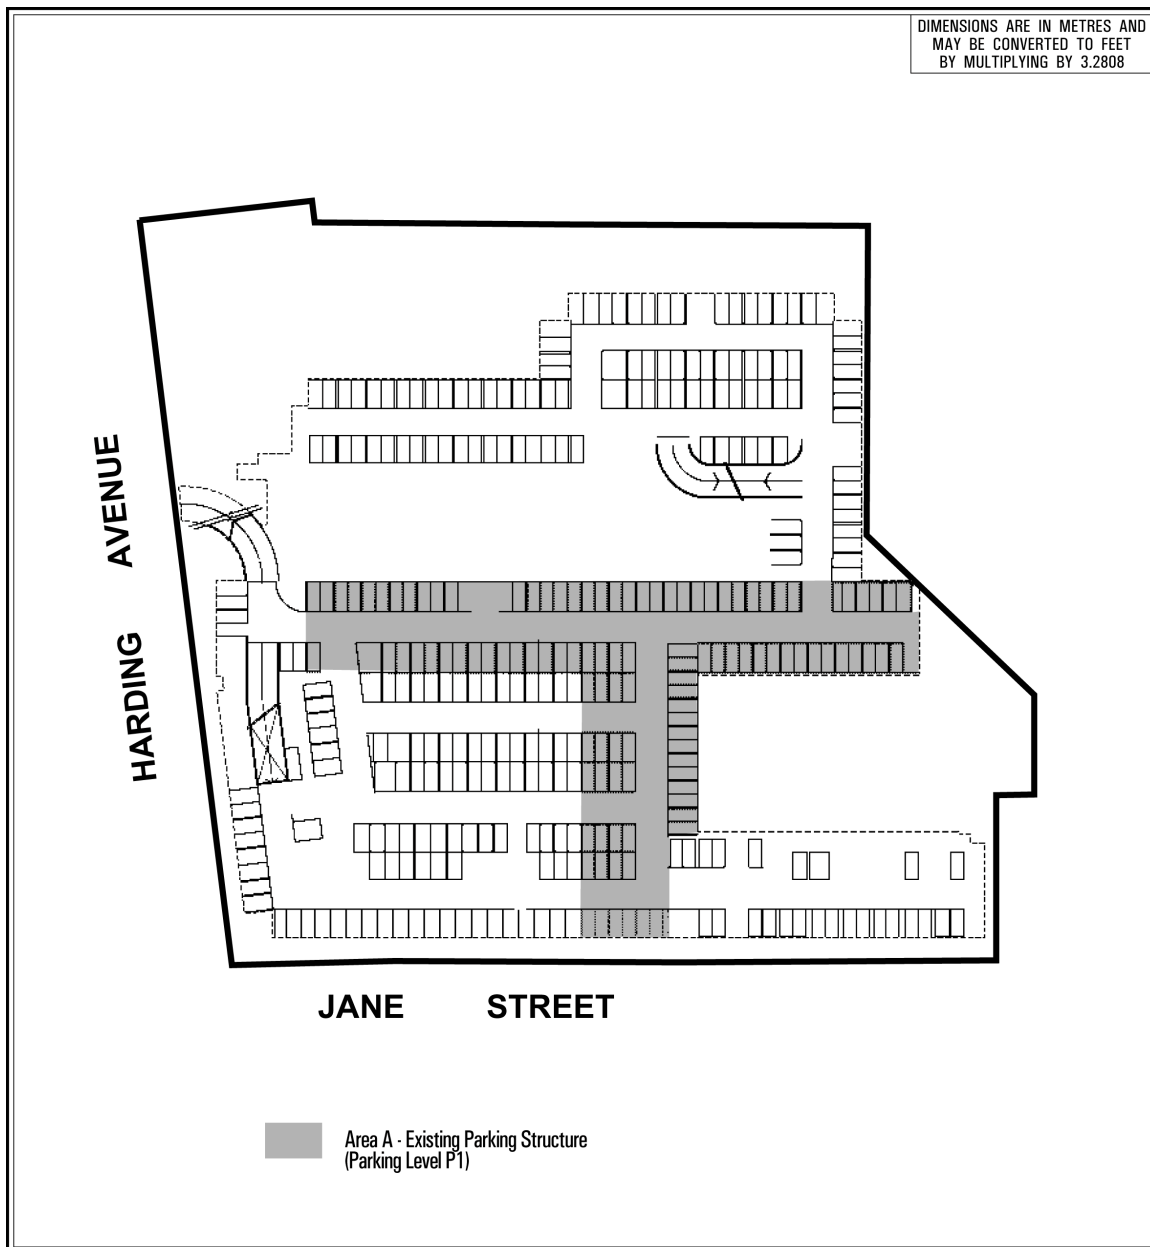 DIMENSIONS ARE IN METRES AND
MAY BE CONVERTED TO FEET
BY MULTIPLYING BY 3.2808
HARDING AVENUE
JANE STREET
Area A - Existing Parking Structure
(Parking Level P1)